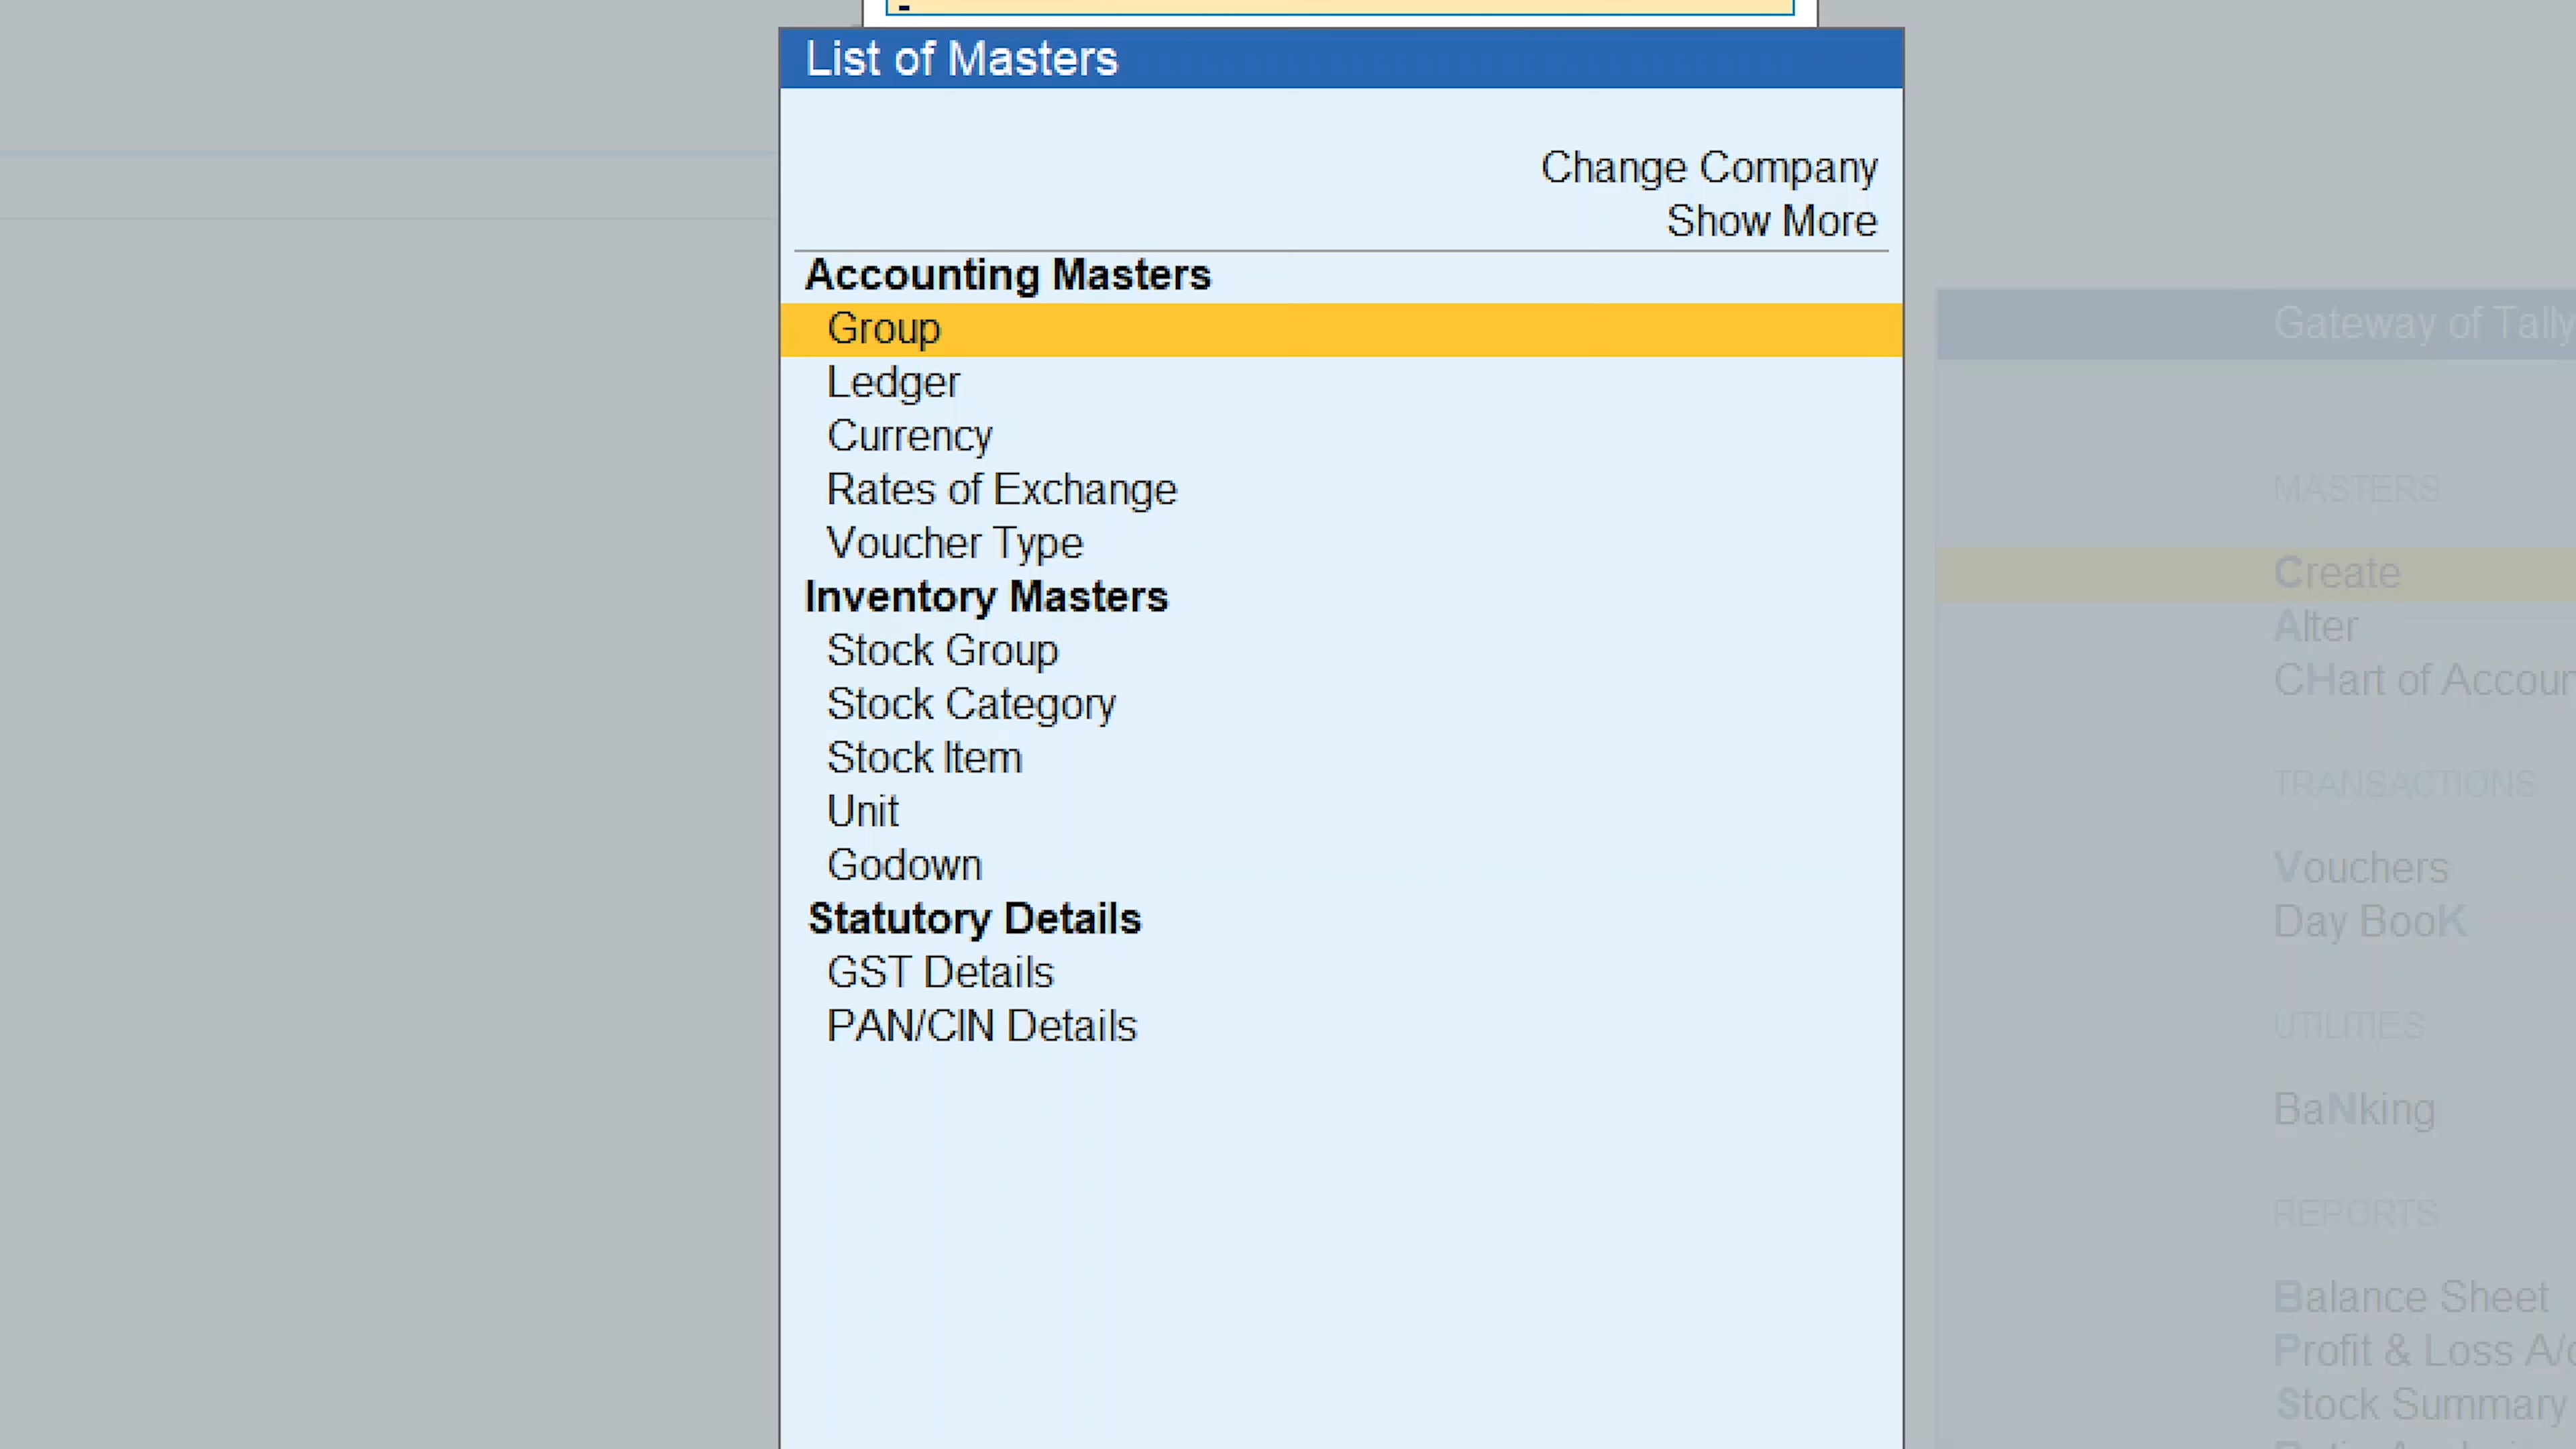 List of Masters
Change Company
Show More
Accounting Masters
Group
Ledger
Currency
Rates of Exchange
Voucher Type
Inventory Masters
Stock Group
Stock Category
Stock Item
Unit
Godown
Statutory Details
GST Details
PAN/CIN Details
Gateway of Tally
MASTERS
Create
Alter
CHart of
TRANSACTIONS
Vouchers
Day BooK
UTILITIES
BaNking
REPORTS
Balance Sheet
Profit & Loss
Stock Summary